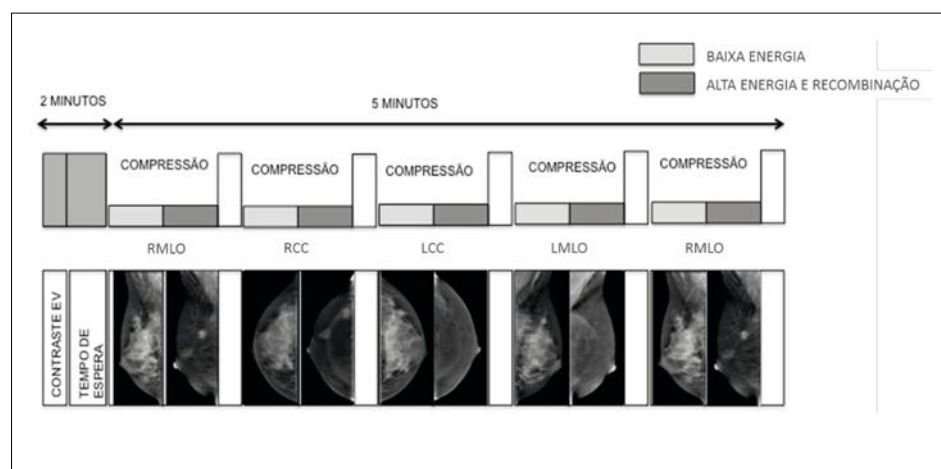 BAIXA ENERGIA
ALTA ENERGIA E RECOMBINAÇÃO
2 MINUTOS
5 MINUTOS
COMPRESSÃO
COMPRESSÃO
COMPRESSÃO
COMPRESSÃO
COMPRESSÃO
RMLO
RCC
LCC
LMLO
RMLO
CONTRASTE EV
TEMPO DE
ESPERA